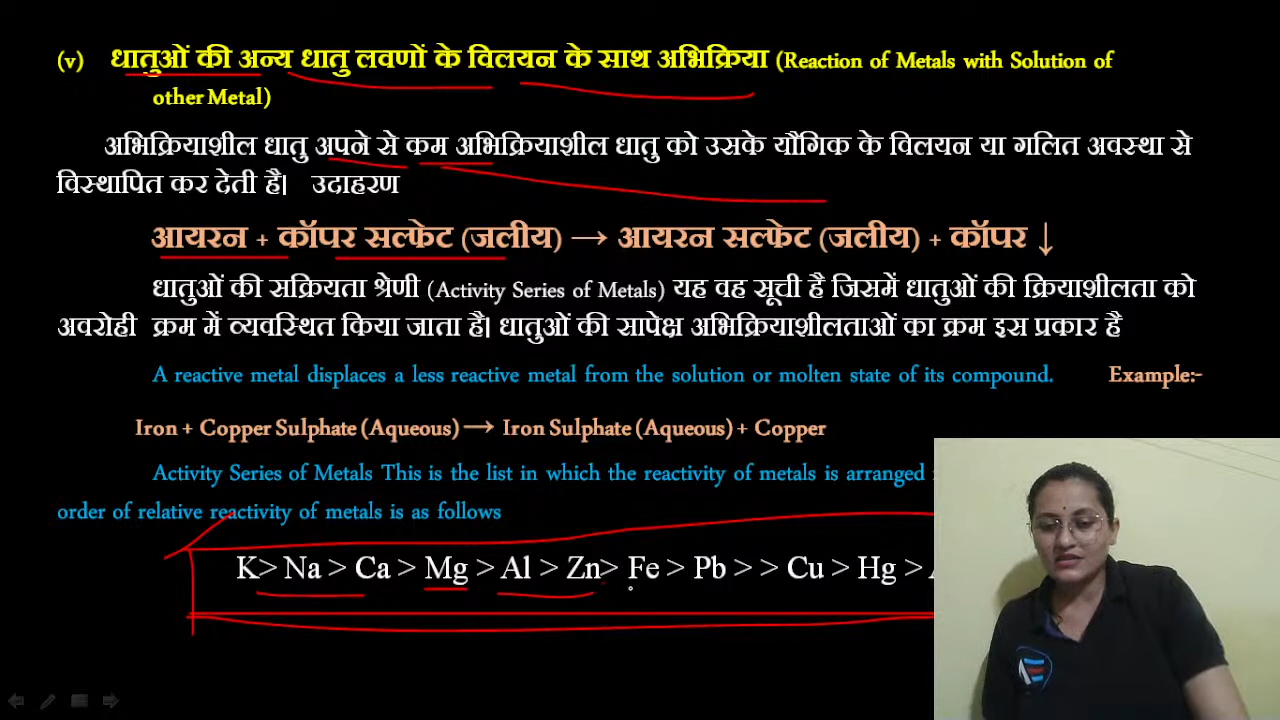 (v) धातुओं की अन्य धातु लवणों के विलयन के साथ अभिक्रिया (Reaction of Metals with Solution of
other Metal)
अभिक्रियाशील धातु अपने से कम अभिक्रियाशील धातु को उसके यौगिक के विलयन या गलित अवस्था से
विस्थापित कर देती है। उदाहरण
आयरन + कॉपर सल्फेट (जलीय) → आयरन सल्फेट (जलीय) + कॉपर ↓
धातुओं की सक्रियता श्रेणी (Activity Series of Metals) यह वह सूची है जिसमें धातुओं की क्रियाशीलता को
अवरोही क्रम में व्यवस्थित किया जाता है। धातुओं की सापेक्ष अभिक्रियाशीलताओं का क्रम इस प्रकार है
A reactive metal displaces a less reactive metal from the solution or molten state of its compound. Example:-
Iron + Copper Sulphate (Aqueous) → Iron Sulphate (Aqueous) + Copper
Activity Series of Metals This is the list in which the reactivity of metals is arranged
order of relative reactivity of metals is as follows
K> Na > Ca > Mg > Al > Zn> Fe > Pb > > Cu > Hg >